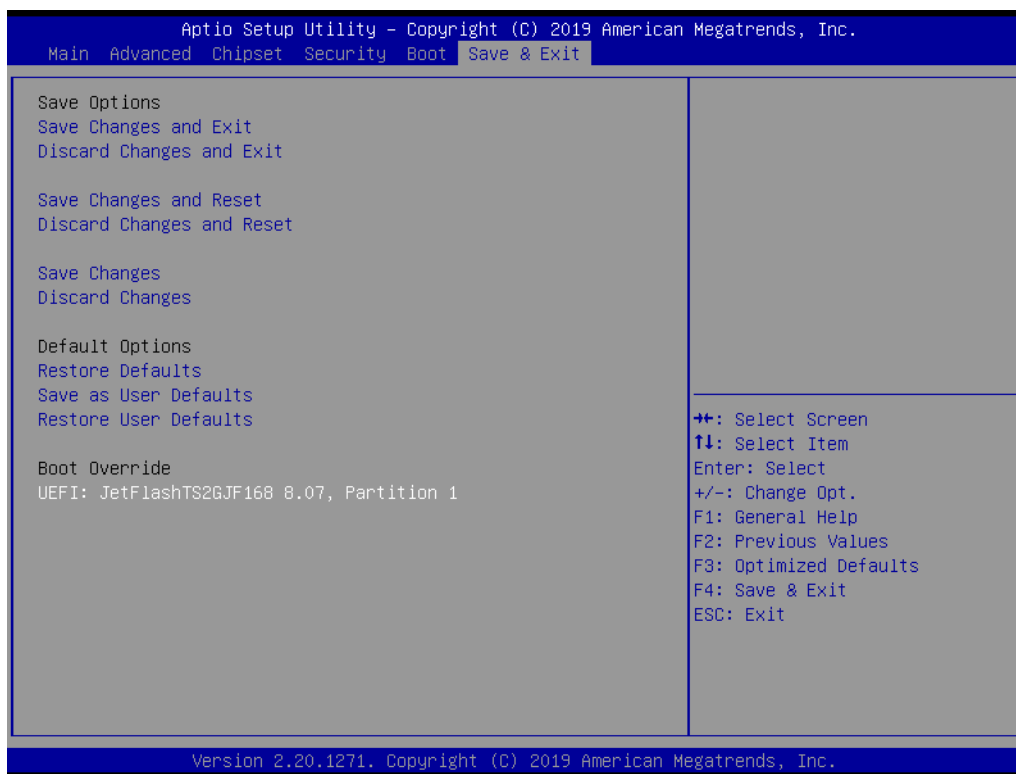 Aptio Setup Utility – Copyright (C) 2019 American Megatrends, Inc.
Main Advanced Chipset Security Boot Save & Exit
Save Options
Save Changes and Exit
Discard Changes and Exit
Save Changes and Reset
Discard Changes and Reset
Save Changes
Discard Changes
Default Options
Restore Defaults
Save as User Defaults
Restore User Defaults
Boot Override
UEFI: JetFlashTS2GJF168 8.07, Partition 1
→←: Select Screen
↑↓: Select Item
Enter: Select
+/-: Change Opt.
F1: General Help
F2: Previous Values
F3: Optimized Defaults
F4: Save & Exit
ESC: Exit
Version 2.20.1271. Copyright (C) 2019 American Megatrends, Inc.